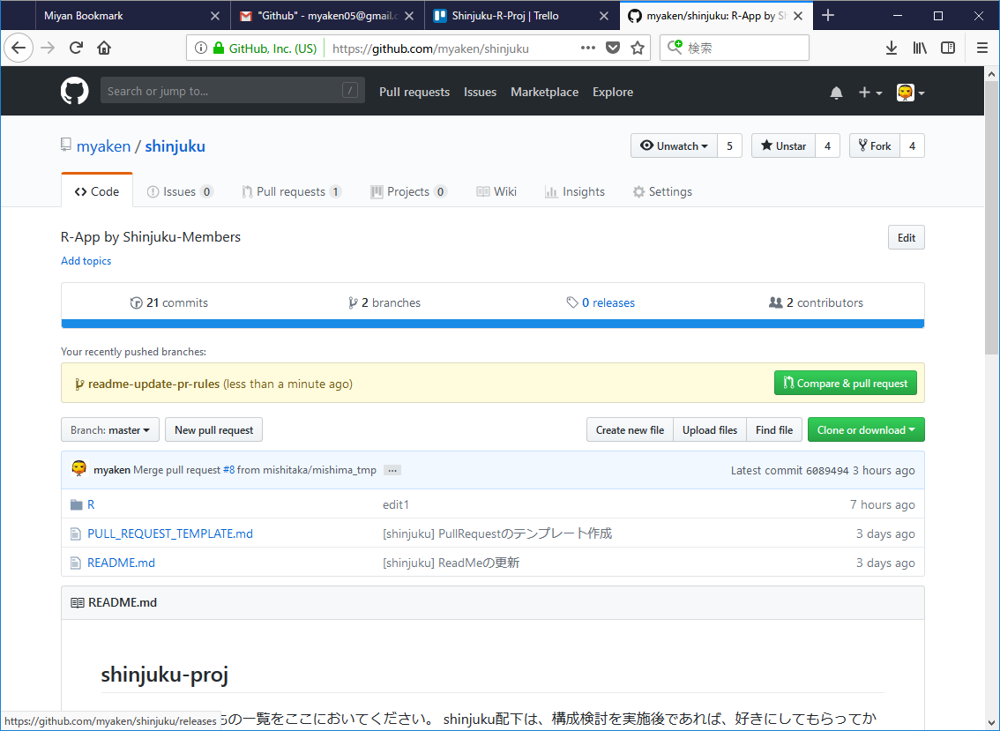 Miyan Bookmark
"Github" - myaken05@gmail.c
Shinjuku-R-Proj | Trello
myaken/shinjuku: R-App by Sh
GitHub, Inc. (US)
https://github.com/myaken/shinjuku
検索
Search or jump to...
/
Pull requests
Issues
Marketplace
Explore
myaken / shinjuku
Unwatch
5
Unstar
4
Fork
4
Code
Issues 0
Pull requests 1
Projects 0
Wiki
Insights
Settings
R-App by Shinjuku-Members
Edit
Add topics
21 commits
2 branches
0 releases
2 contributors
Your recently pushed branches:
readme-update-pr-rules (less than a minute ago)
Compare & pull request
Branch: master
New pull request
Create new file
Upload files
Find file
Clone or download
myaken Merge pull request #8 from mishitaka/mishima_tmp
...
Latest commit 6089494 3 hours ago
R
edit1
7 hours ago
PULL_REQUEST_TEMPLATE.md
[shinjuku] PullRequestのテンプレート作成
3 days ago
README.md
[shinjuku] ReadMeの更新
3 days ago
README.md
shinjuku-proj
の一覧をここにおいてください。 shinjuku配下は、構成検討を実施後であれば、好きにしてもらってか
https://github.com/myaken/shinjuku/releases